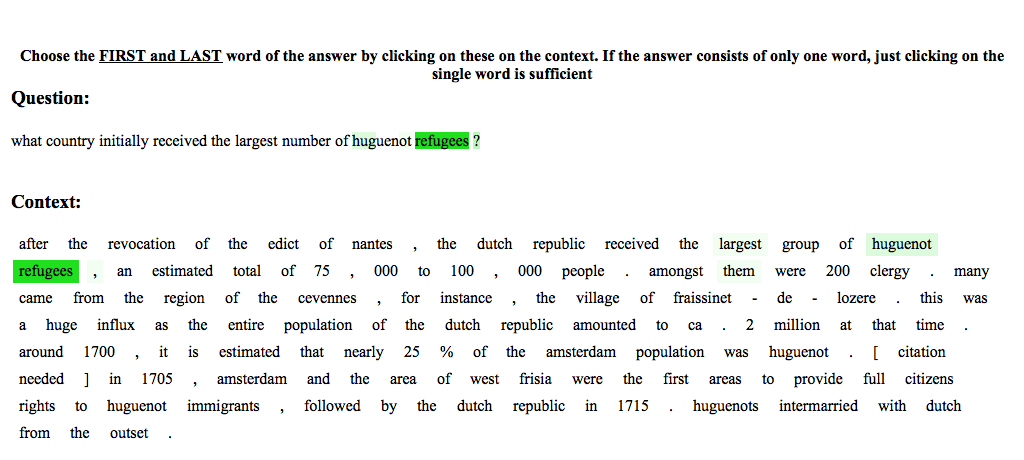 Choose the FIRST and LAST word of the answer by clicking on these on the context. If the answer consists of only one word, just clicking on the
single word is sufficient
Question:
what country initially received the largest number of huguenot refugees ?
Context:
after the revocation of the edict of nantes , the dutch republic received the largest group of huguenot
refugees , an estimated total of 75 , 000 to 100 , 000 people . amongst them were 200 clergy . many
came from the region of the cevennes , for instance , the village of fraissinet - de - lozere . this was
a huge influx as the entire population of the dutch republic amounted to ca . 2 million at that time .
around 1700 , it is estimated that nearly 25 % of the amsterdam population was huguenot . [ citation
needed ] in 1705 , amsterdam and the area of west frisia were the first areas to provide full citizens
rights to huguenot immigrants , followed by the dutch republic in 1715 . huguenots intermarried with dutch
from the outset .